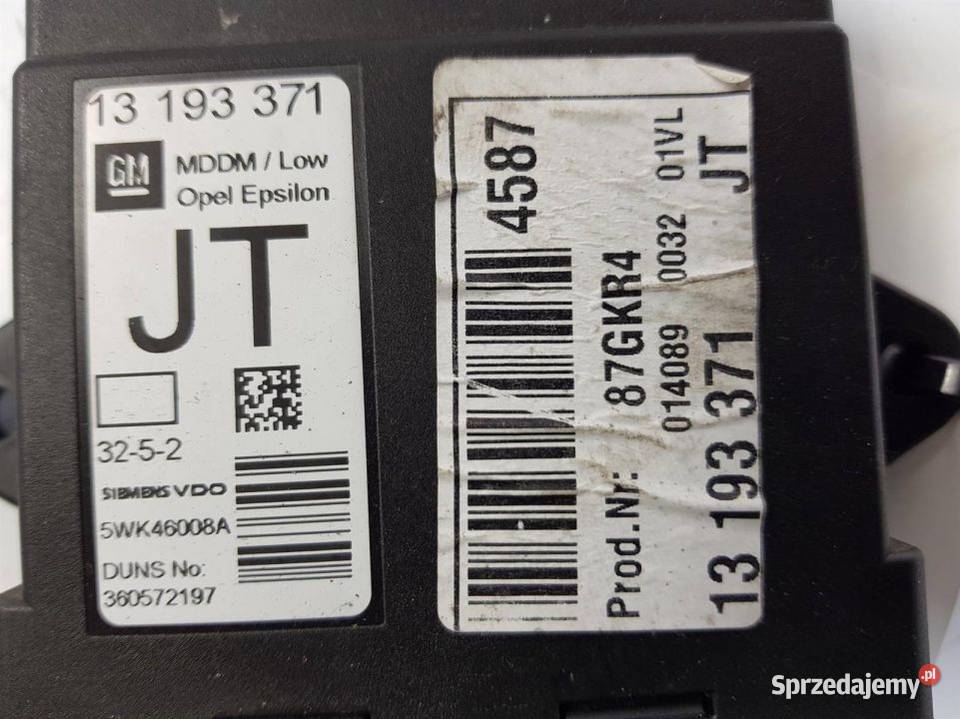 13 193 371
GM
MDDM / Low
Opel Epsilon
JT
32-5-2
SIEMENS VDO
5WK46008A
DUNS No:
360572197
4587
Prod.Nr: 87GKR4
014089 0032 01VL
13 193 371 JT
Sprzedajemy.pl